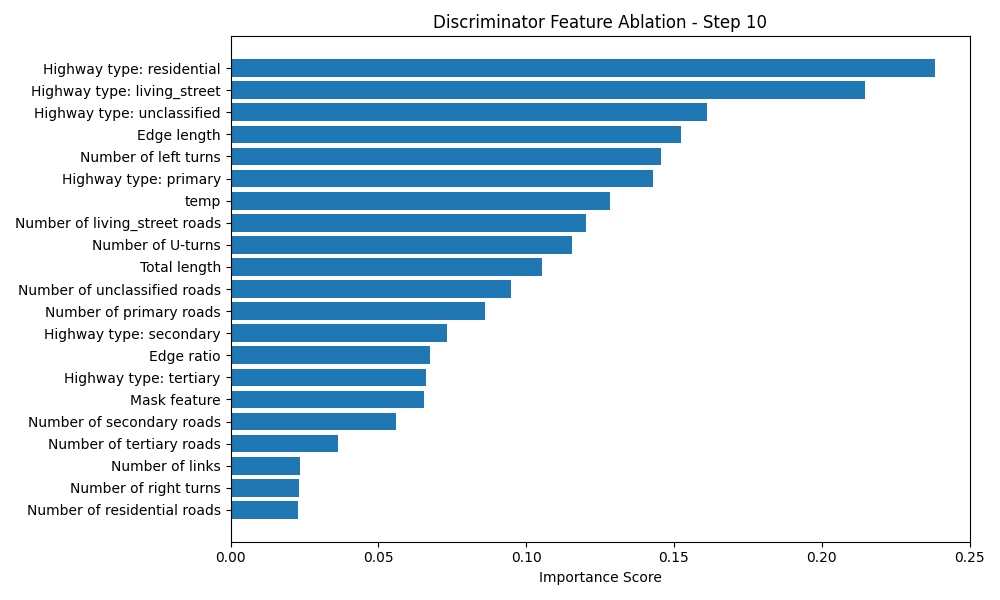 Discriminator Feature Ablation - Step 10
Highway type: residential
Highway type: living_street
Highway type: unclassified
Edge length
Number of left turns
Highway type: primary
temp
Number of living_street roads
Number of U-turns
Total length
Number of unclassified roads
Number of primary roads
Highway type: secondary
Edge ratio
Highway type: tertiary
Mask feature
Number of secondary roads
Number of tertiary roads
Number of links
Number of right turns
Number of residential roads
0.00 0.05 0.10 0.15 0.20 0.25
Importance Score